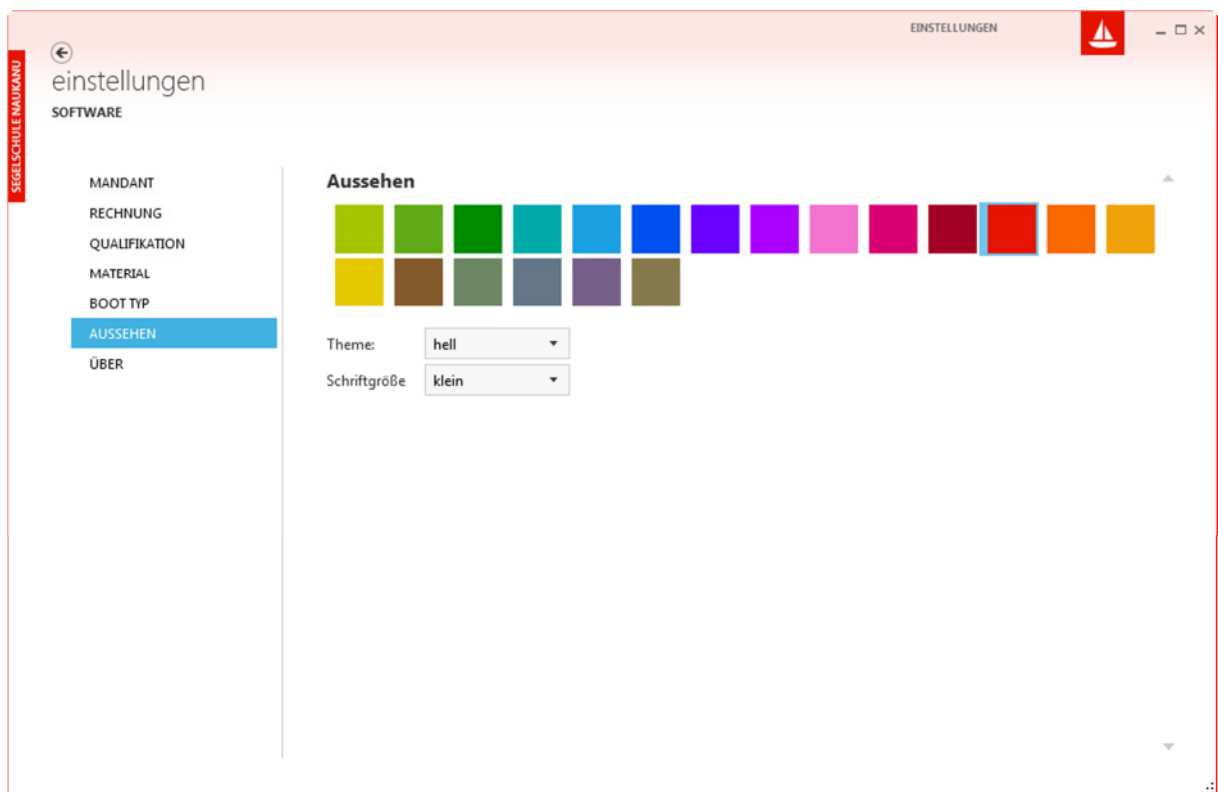 EINSTELLUNGEN
einstellungen
SOFTWARE
SEGELSCHULE NAUKANU
MANDANT
RECHNUNG
QUALIFIKATION
MATERIAL
BOOT TYP
AUSSEHEN
ÜBER
Aussehen
Theme: hell
Schriftgröße klein